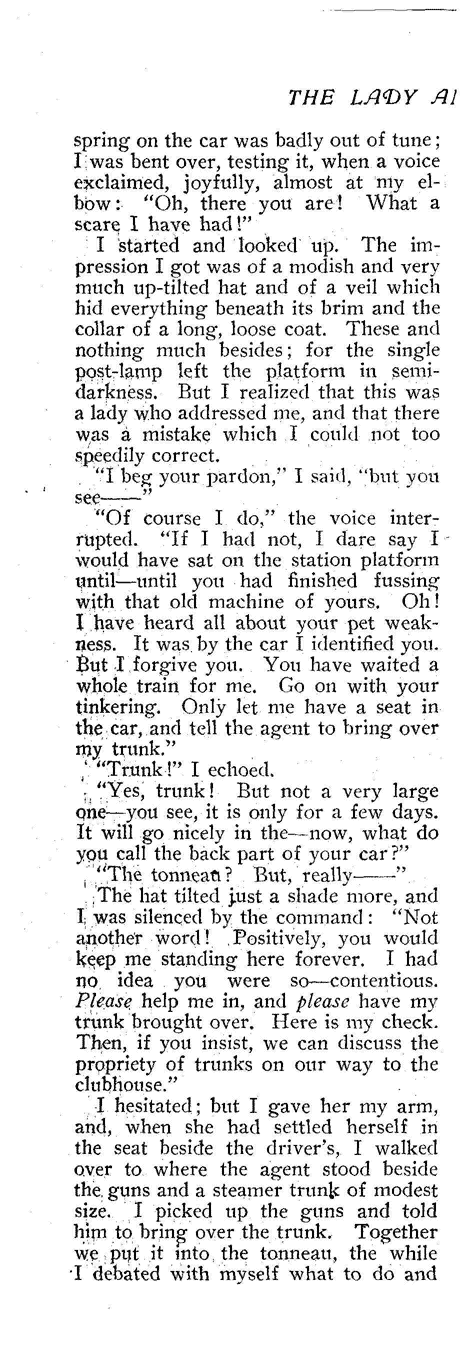 THE LADY A
spring on the car was badly out of tune;
I was bent over, testing it, when a voice
exclaimed, joyfully, almost at my el-
bow: “Oh, there you are! What a
scare I have had!”
I started and looked up. The im-
pression I got was of a modish and very
much up-tilted hat and of a veil which
hid everything beneath its brim and the
collar of a long, loose coat. These and
nothing much besides; for the single
post-lamp left the platform in semi-
darkness. But I realized that this was
a lady who addressed me, and that there
was a mistake which I could not too
speedily correct.
“I beg your pardon,” I said, “but you
see——”
“Of course I do,” the voice inter-
rupted. “If I had not, I dare say I
would have sat on the station platform
until—until you had finished fussing
with that old machine of yours. Oh!
I have heard all about your pet weak-
ness. It was by the car I identified you.
But I forgive you. You have waited a
whole train for me. Go on with your
tinkering. Only let me have a seat in
the car, and tell the agent to bring over
my trunk.”
“Trunk!” I echoed.
“Yes, trunk! But not a very large
one—you see, it is only for a few days.
It will go nicely in the—now, what do
you call the back part of your car?”
“The tonneau? But, really——”
The hat tilted just a shade more, and
I was silenced by the command: “Not
another word! Positively, you would
keep me standing here forever. I had
no idea you were so—contentious.
Please help me in, and please have my
trunk brought over. Here is my check.
Then, if you insist, we can discuss the
propriety of trunks on our way to the
clubhouse.”
I hesitated; but I gave her my arm,
and, when she had settled herself in
the seat beside the driver’s, I walked
over to where the agent stood beside
the guns and a steamer trunk of modest
size. I picked up the guns and told
him to bring over the trunk. Together
we put it into the tonneau, the while
I debated with myself what to do and